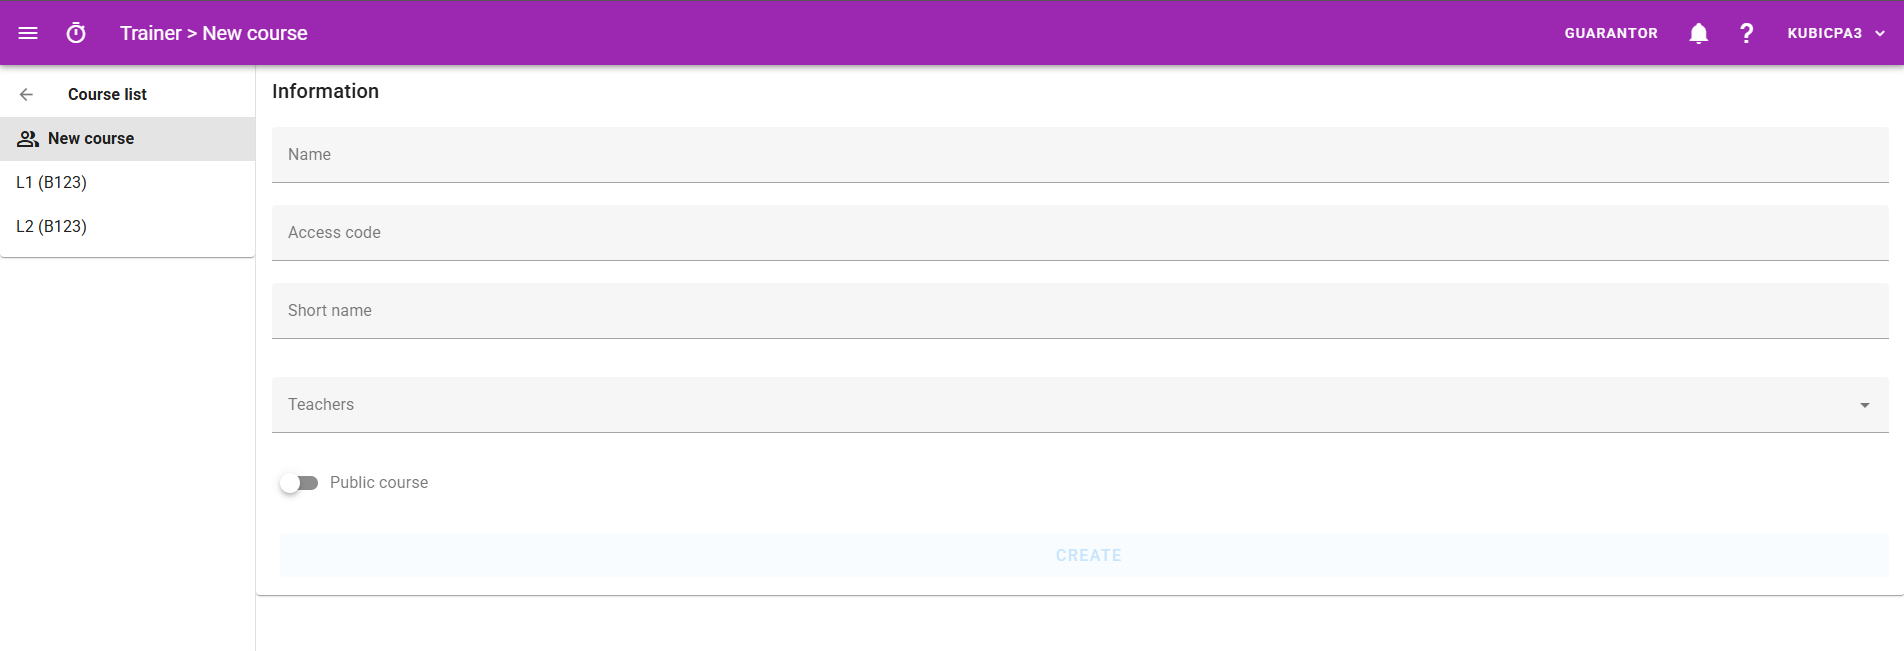 Trainer > New course
GUARANTOR
?
KUBICPA3
Course list
New course
L1 (B123)
L2 (B123)
Information
Name
Access code
Short name
Teachers
Public course
CREATE